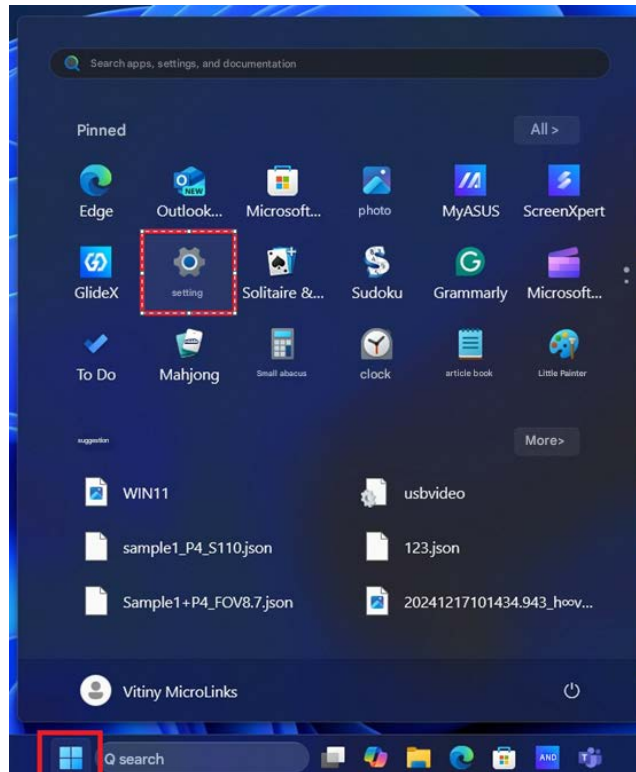 Search apps, settings, and documentation
Pinned
All >
Edge
Outlook...
Microsoft...
photo
MyASUS
ScreenXpert
GlideX
setting
Solitaire &...
Sudoku
Grammarly
Microsoft...
To Do
Mahjong
Small abacus
clock
article book
Little Painter
suggestion
More>
WIN11
usbvideo
sample1_P4_S110.json
123.json
Sample1+P4_FOV8.7.json
20241217101434.943_h∞v...
Vitiny MicroLinks
Q search